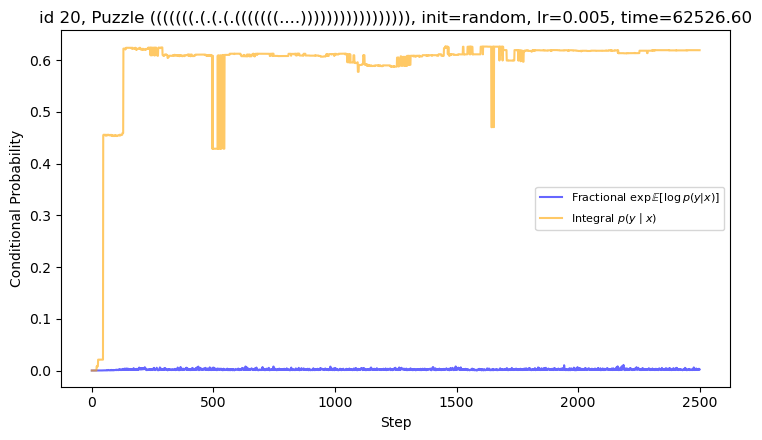 id 20, Puzzle (((((((.(.(.(.(((((((....))))))))))))))))), init=random, lr=0.005, time=62526.60
0.6
0.5
0.4
0.3
0.2
0.1
0.0
Conditional Probability
Fractional exp𝔼[log p(y|x)]
Integral p(y | x)
0 500 1000 1500 2000 2500
Step